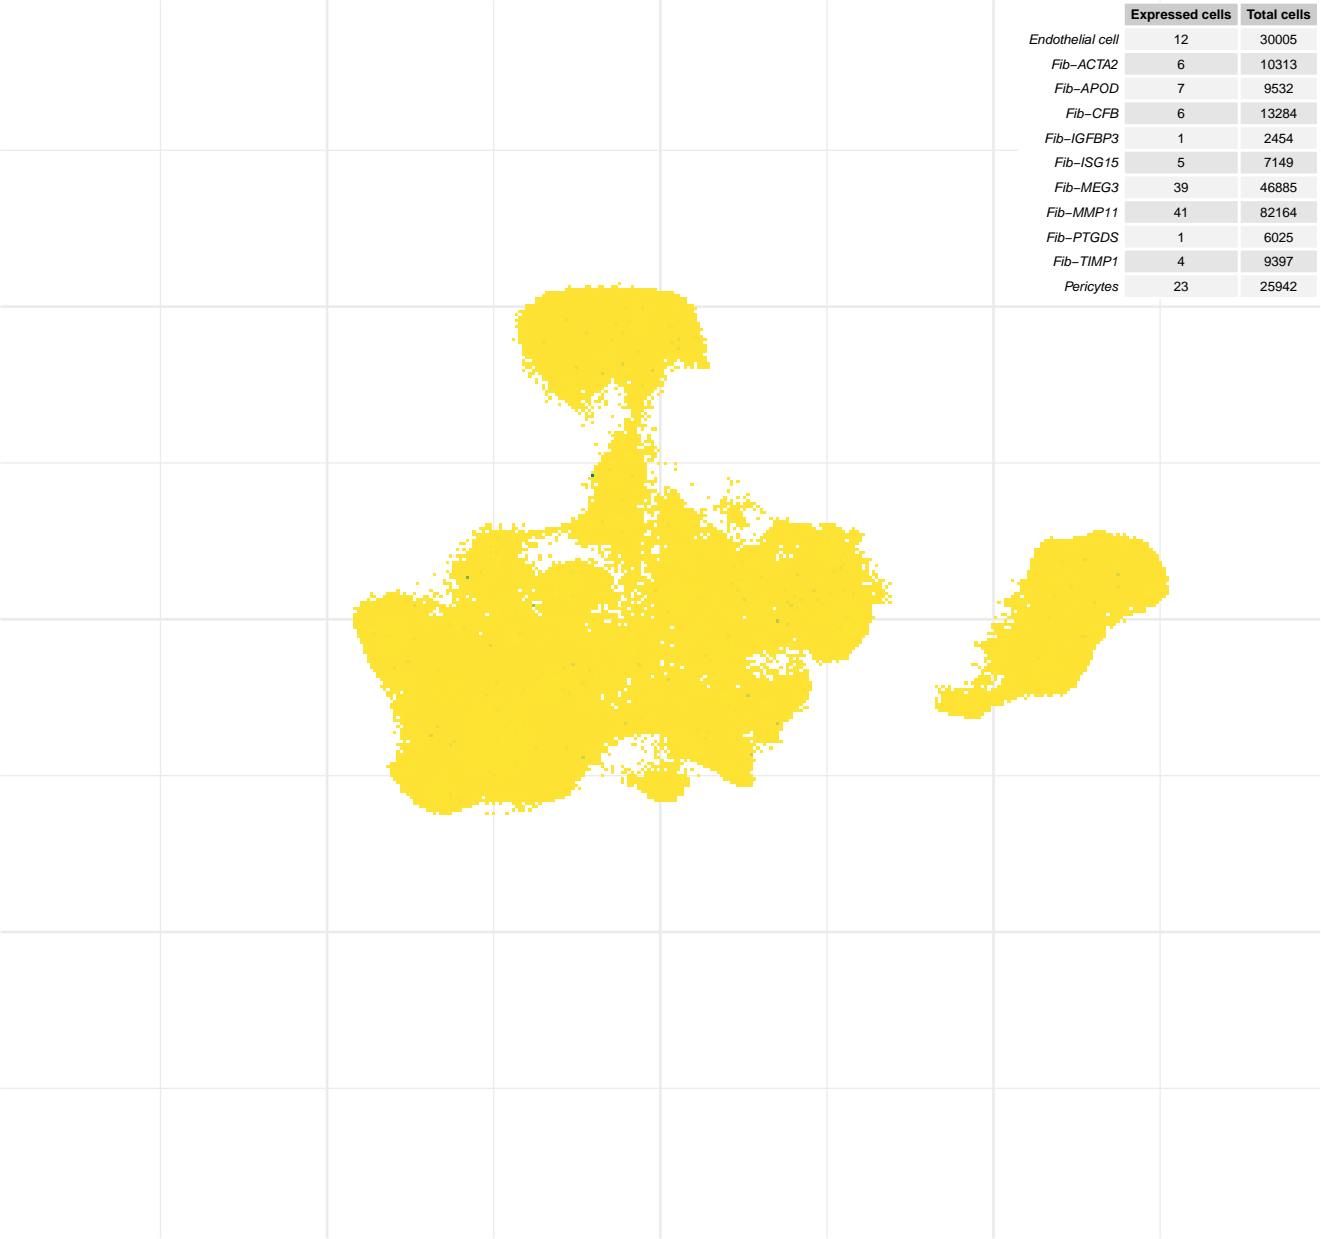 Expressed cells Total cells
Endothelial cell 12 30005
Fib−ACTA2 6 10313
Fib−APOD 7 9532
Fib−CFB 6 13284
Fib−IGFBP3 1 2454
Fib−ISG15 5 7149
Fib−MEG3 39 46885
Fib−MMP11 41 82164
Fib−PTGDS 1 6025
Fib−TIMP1 4 9397
Pericytes 23 25942